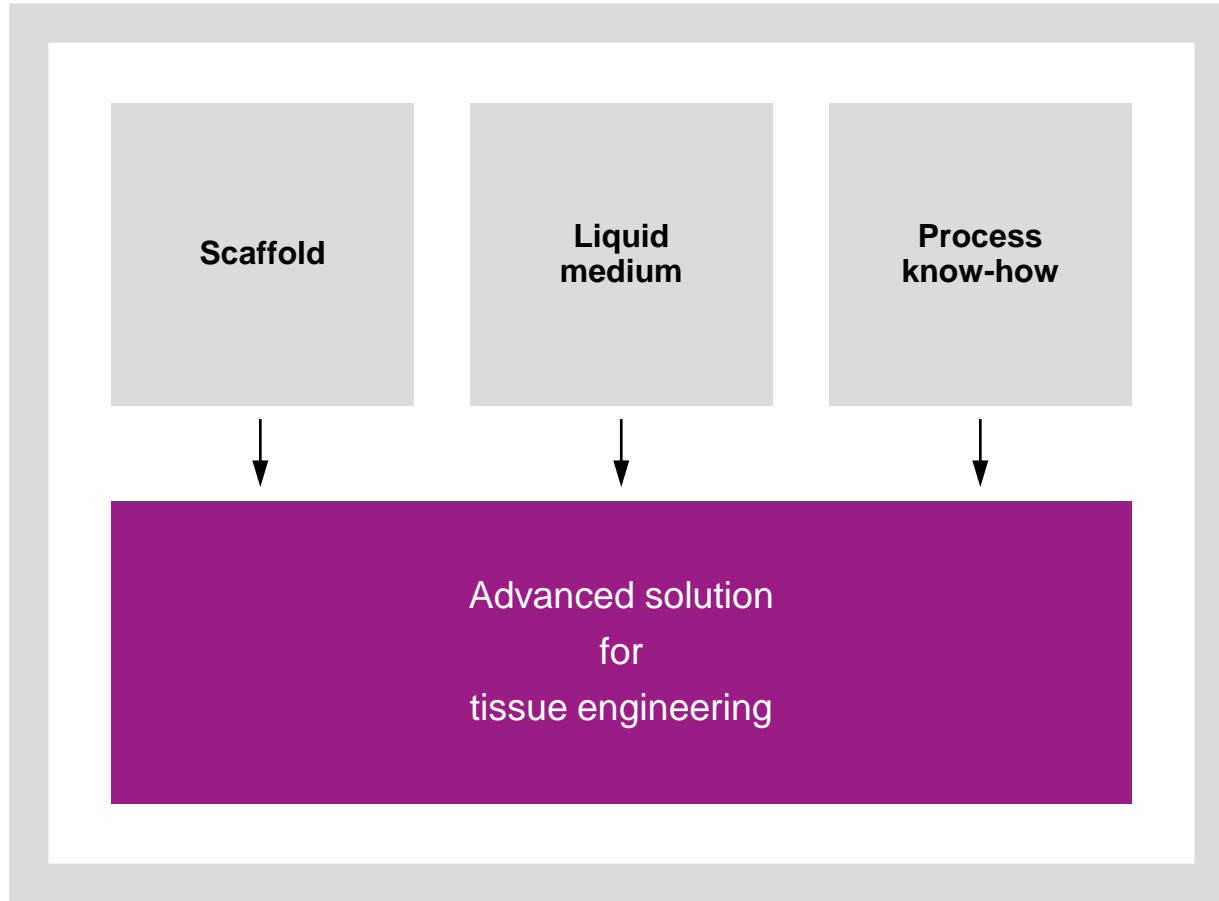 Scaffold
Liquid
medium
Process
know-how
Advanced solution
for
tissue engineering